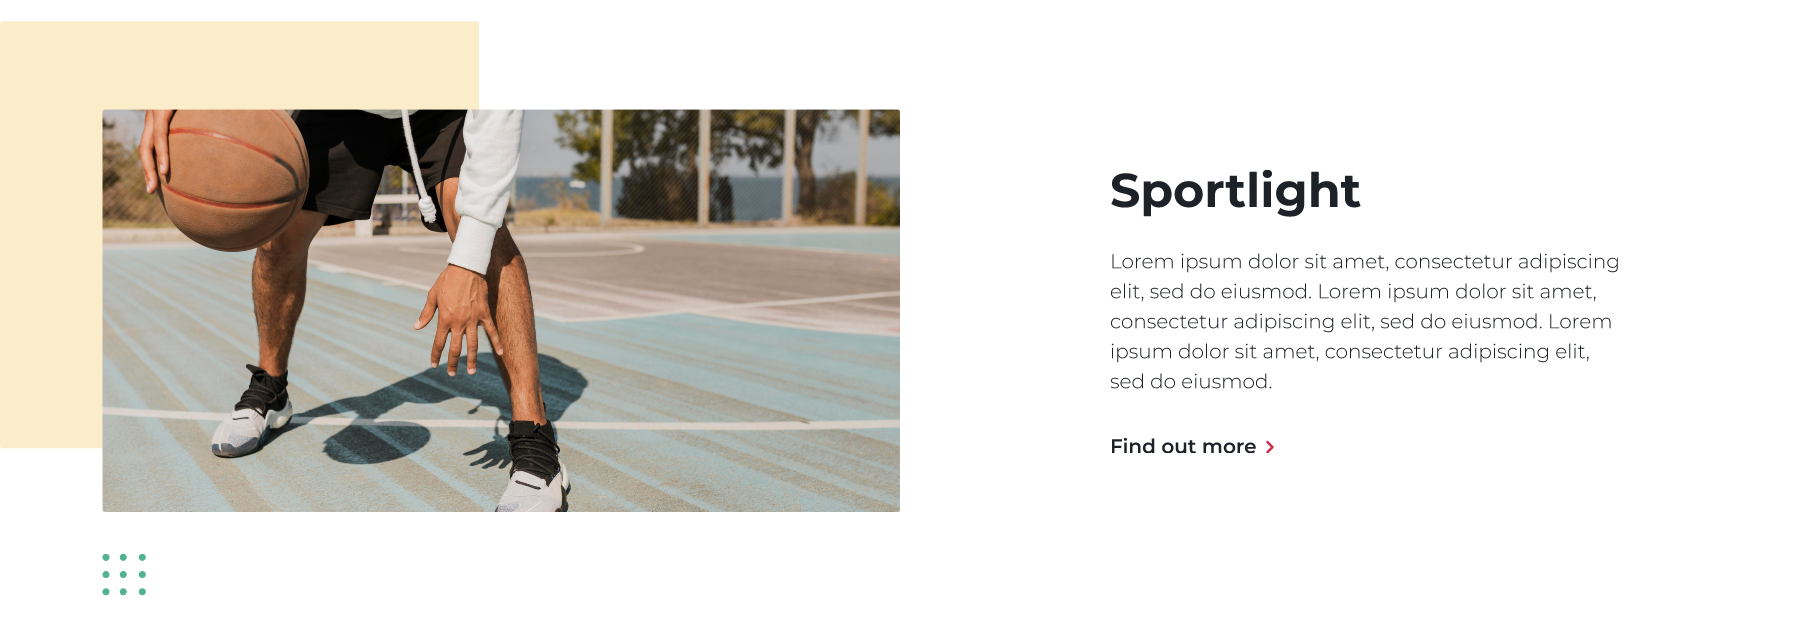 Sportlight
Lorem ipsum dolor sit amet, consectetur adipiscing
elit, sed do eiusmod. Lorem ipsum dolor sit amet,
consectetur adipiscing elit, sed do eiusmod. Lorem
ipsum dolor sit amet, consectetur adipiscing elit,
sed do eiusmod.
Find out more